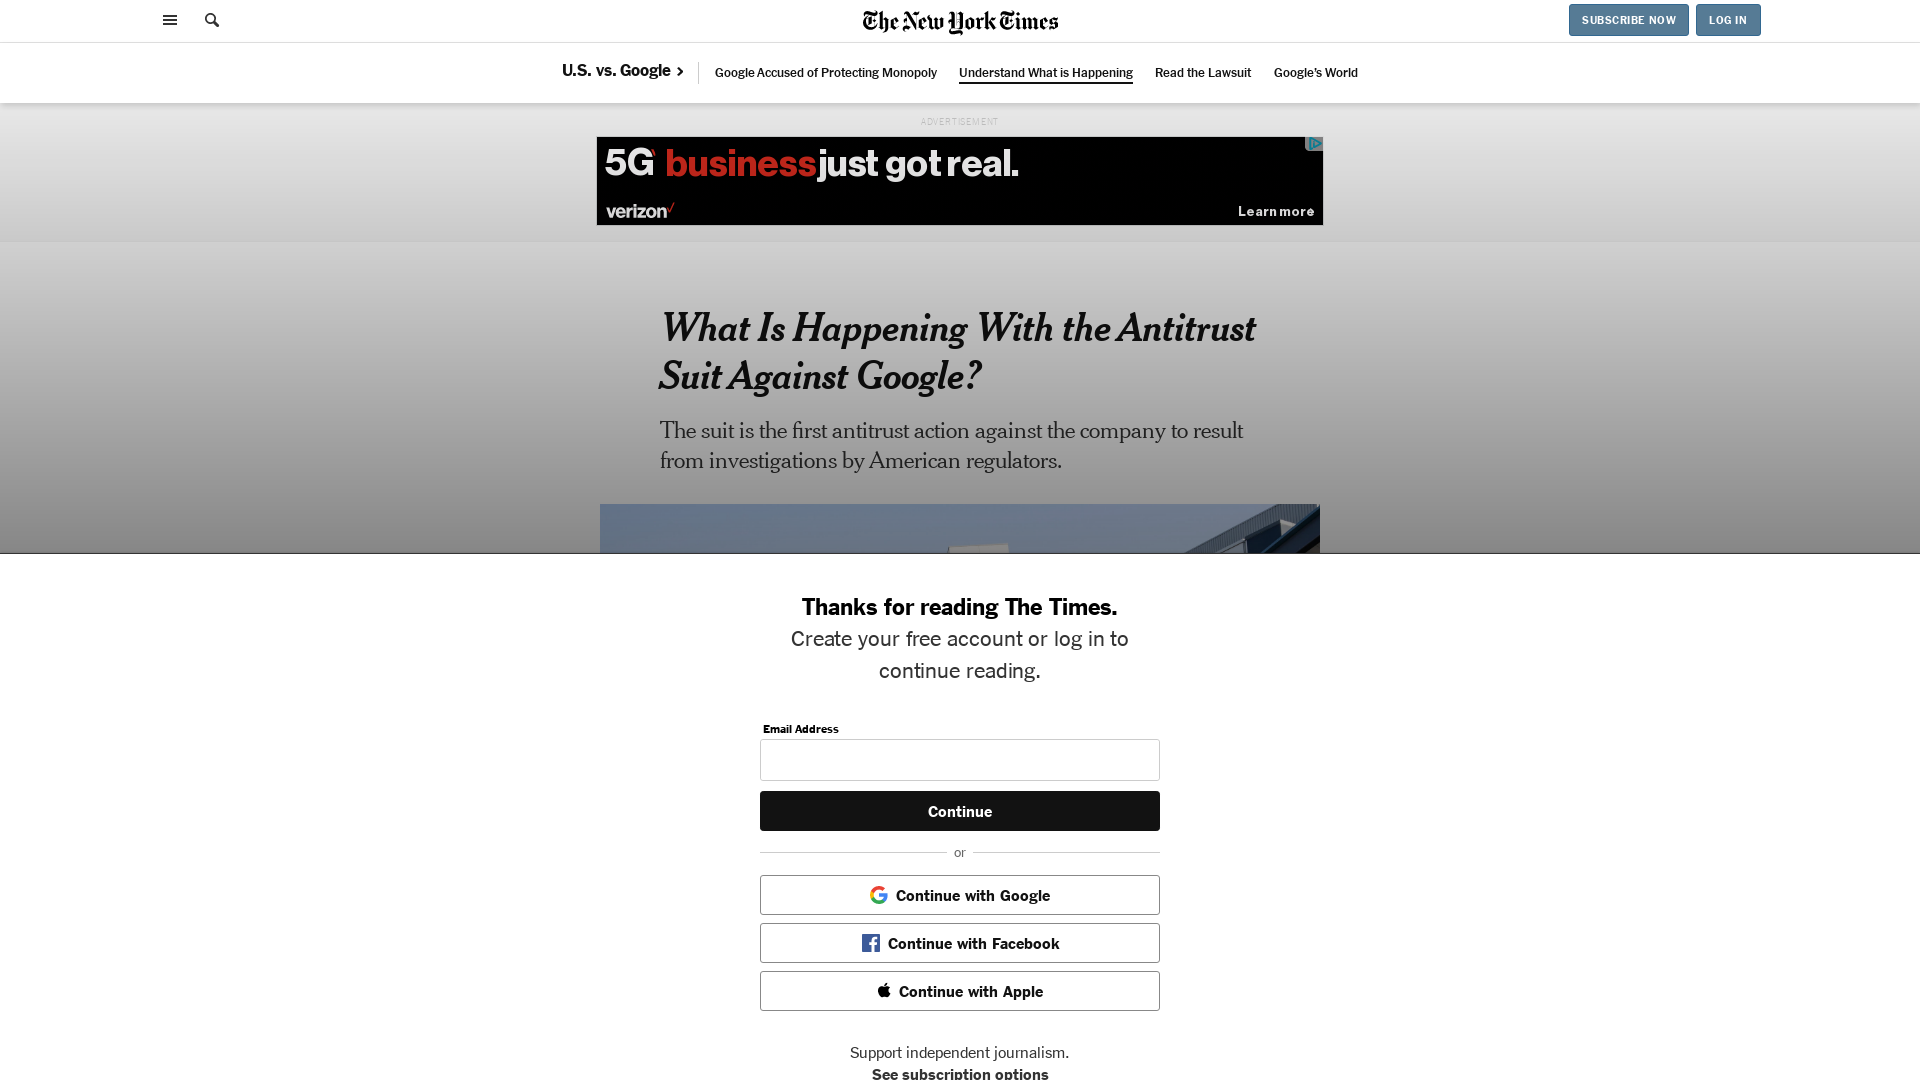 The New York Times
SUBSCRIBE NOW
LOG IN
U.S. vs. Google
Google Accused of Protecting Monopoly
Understand What is Happening
Read the Lawsuit
Google’s World
ADVERTISEMENT
5G business just got real.
verizon
Learn more
What Is Happening With the Antitrust
Suit Against Google?
The suit is the first antitrust action against the company to result
from investigations by American regulators.
Thanks for reading The Times.
Create your free account or log in to
continue reading.
Email Address
Continue
or
Continue with Google
Continue with Facebook
Continue with Apple
Support independent journalism.
See subscription options